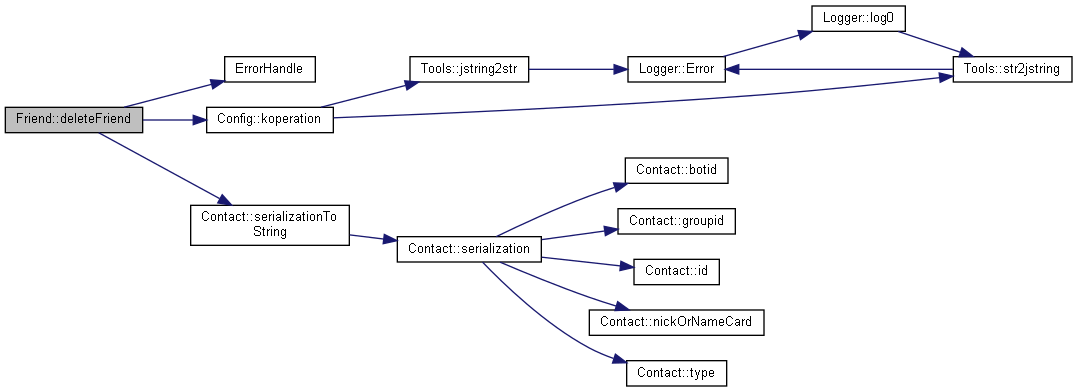 Logger::log0
ErrorHandle
Tools::jstring2str
Logger::Error
Tools::str2jstring
Friend::deleteFriend
Config::koperation
Contact::botid
Contact::serializationTo
String
Contact::groupid
Contact::serialization
Contact::id
Contact::nickOrNameCard
Contact::type